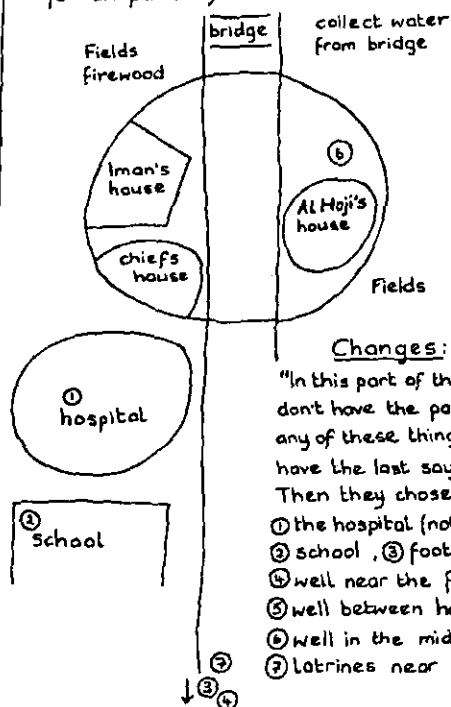 bridge
collect water
from bridge
Fields
firewood
⑥
Iman's
house
Al Haji's
house
chiefs
house
Fields
①
hospital
②
school
Changes:
"In this part of th
don't have the po
any of these thing
have the last say
Then they chose
① the hospital (no
② school , ③ foot
④ well near the f
⑤ well between h
⑥ well in the mid
⑦ latrines near
⑦
③
④